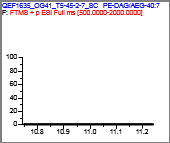 QEF1635_OG41_T5-45-2-7_SC PE-DAG/AEG-40:7
F: FTMS + p ESI Full ms [500.0000-2000.0000]
100
80
60
40
20
0
10.8 10.9 11.0 11.1 11.2